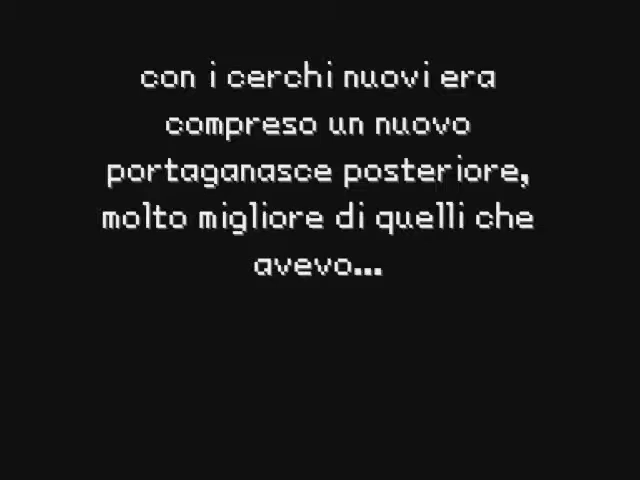 con i cerchi nuovi era
compreso un nuovo
portaganasce posteriore,
molto migliore di quelli che
avevo...